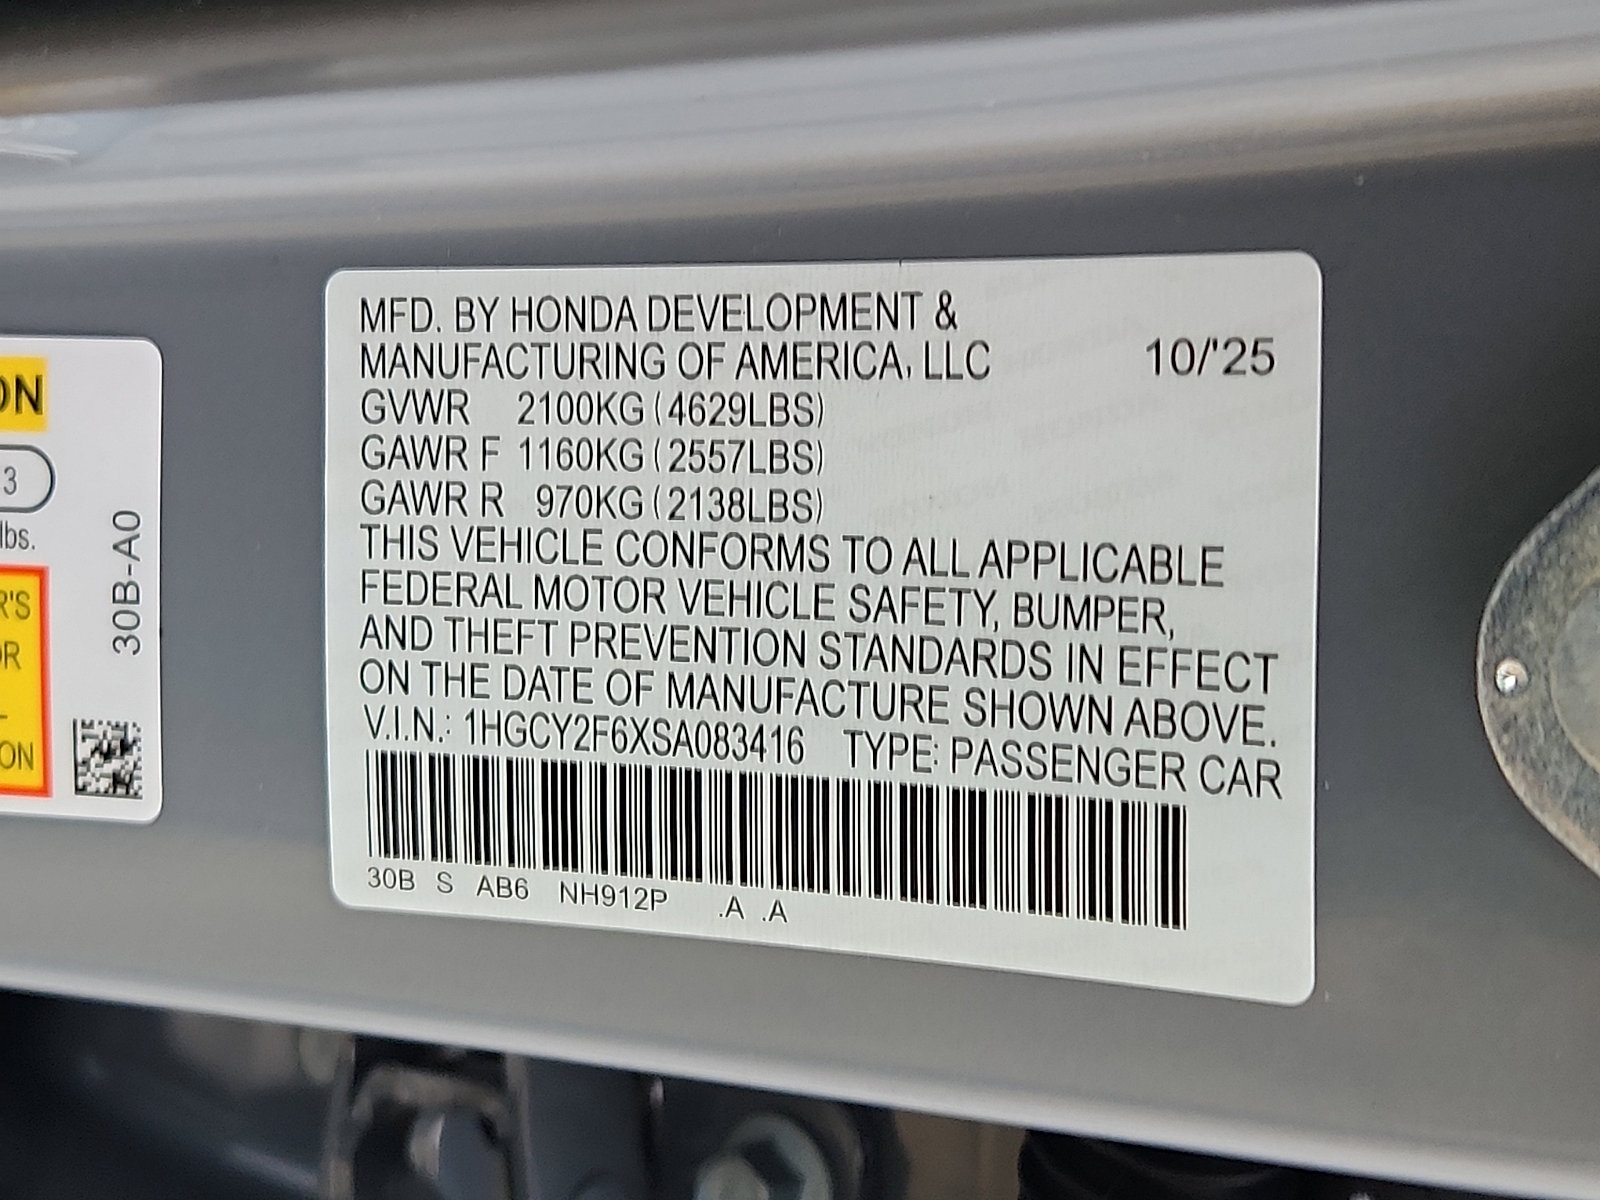 MFD. BY HONDA DEVELOPMENT &
MANUFACTURING OF AMERICA, LLC 10/'25
GVWR 2100KG (4629LBS)
GAWR F 1160KG (2557LBS)
GAWR R 970KG (2138LBS)
THIS VEHICLE CONFORMS TO ALL APPLICABLE
FEDERAL MOTOR VEHICLE SAFETY, BUMPER,
AND THEFT PREVENTION STANDARDS IN EFFECT
ON THE DATE OF MANUFACTURE SHOWN ABOVE.
V.I.N.: 1HGCY2F6XSA083416 TYPE: PASSENGER CAR
30B S AB6 NH912P .A .A
ON
3
lbs.
R'S
OR
-
ON
30B-A0